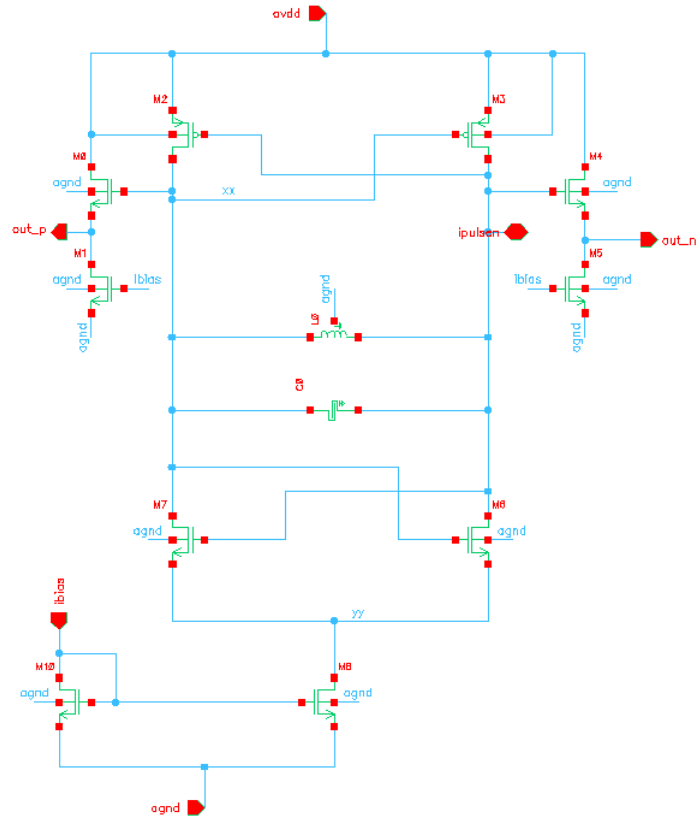 avdd
M2
M3
M0
M4
agnd
xx
agnd
out_p
ipulsen
out_n
M1
M5
agnd
ibias
agnd
ibias
agnd
agnd
L0
agnd
C0
M7
M6
agnd
agnd
ibias
yy
M10
M8
agnd
agnd
agnd